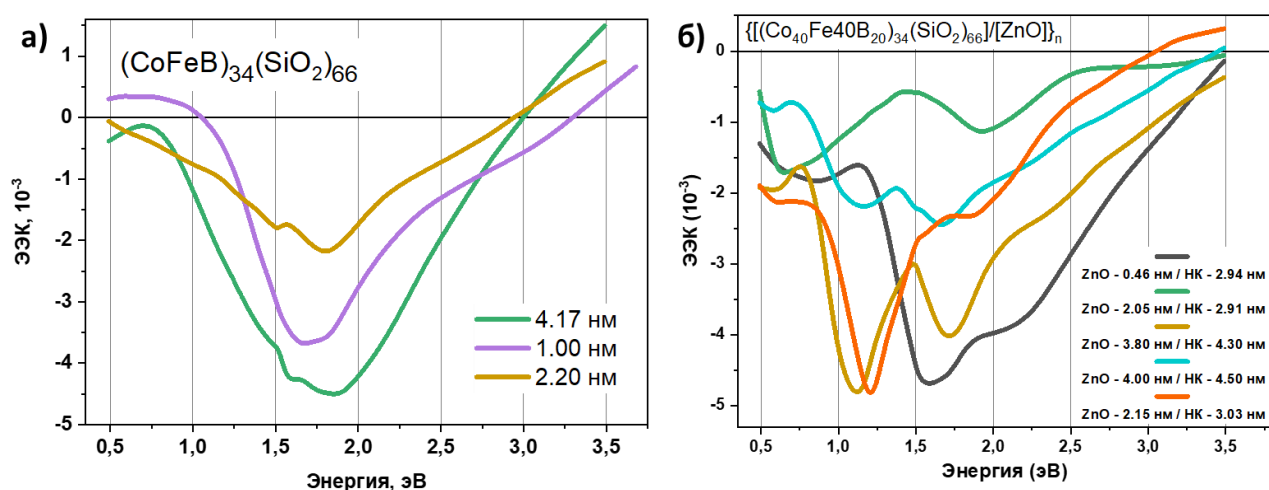 а)
(CoFeB)34(SiO2)66
ЭЭК, 10-3
1
0
-1
-2
-3
-4
-5
4.17 нм
1.00 нм
2.20 нм
0,5 1,0 1,5 2,0 2,5 3,0 3,5
Энергия, эВ
б)
{[(Co40Fe40B20)34(SiO2)66]/[ZnO]}n
ЭЭК (10-3)
0
-1
-2
-3
-4
-5
ZnO - 0.46 нм / НК - 2.94 нм
ZnO - 2.05 нм / НК - 2.91 нм
ZnO - 3.80 нм / НК - 4.30 нм
ZnO - 4.00 нм / НК - 4.50 нм
ZnO - 2.15 нм / НК - 3.03 нм
0,5 1,0 1,5 2,0 2,5 3,0 3,5
Энергия (эВ)